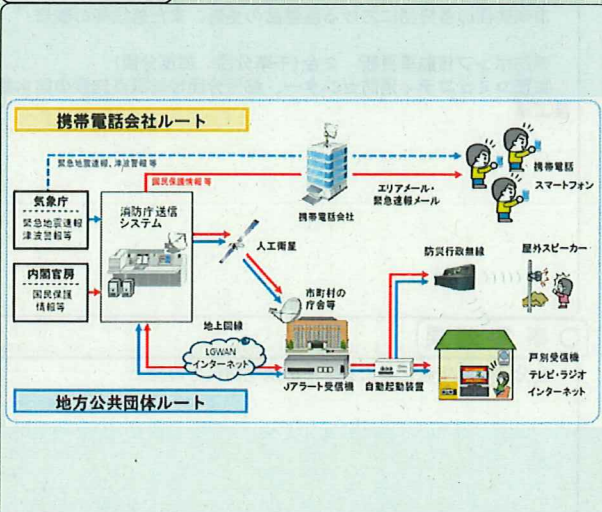 携帯電話会社ルート
緊急地震速報、津波警報 等
国民保護情報 等
気象庁
緊急地震速報
津波警報等
内閣官房
国民保護
情報等
消防庁送信
システム
人工衛星
携帯電話会社
エリアメール・
緊急速報メール
携帯電話
スマートフォン
防災行政無線
屋外スピーカー
市町村の
庁舎等
地上回線
LGWAN
インターネット
Jアラート受信機
自動起動装置
戸別受信機
テレビ・ラジオ
インターネット
地方公共団体ルート